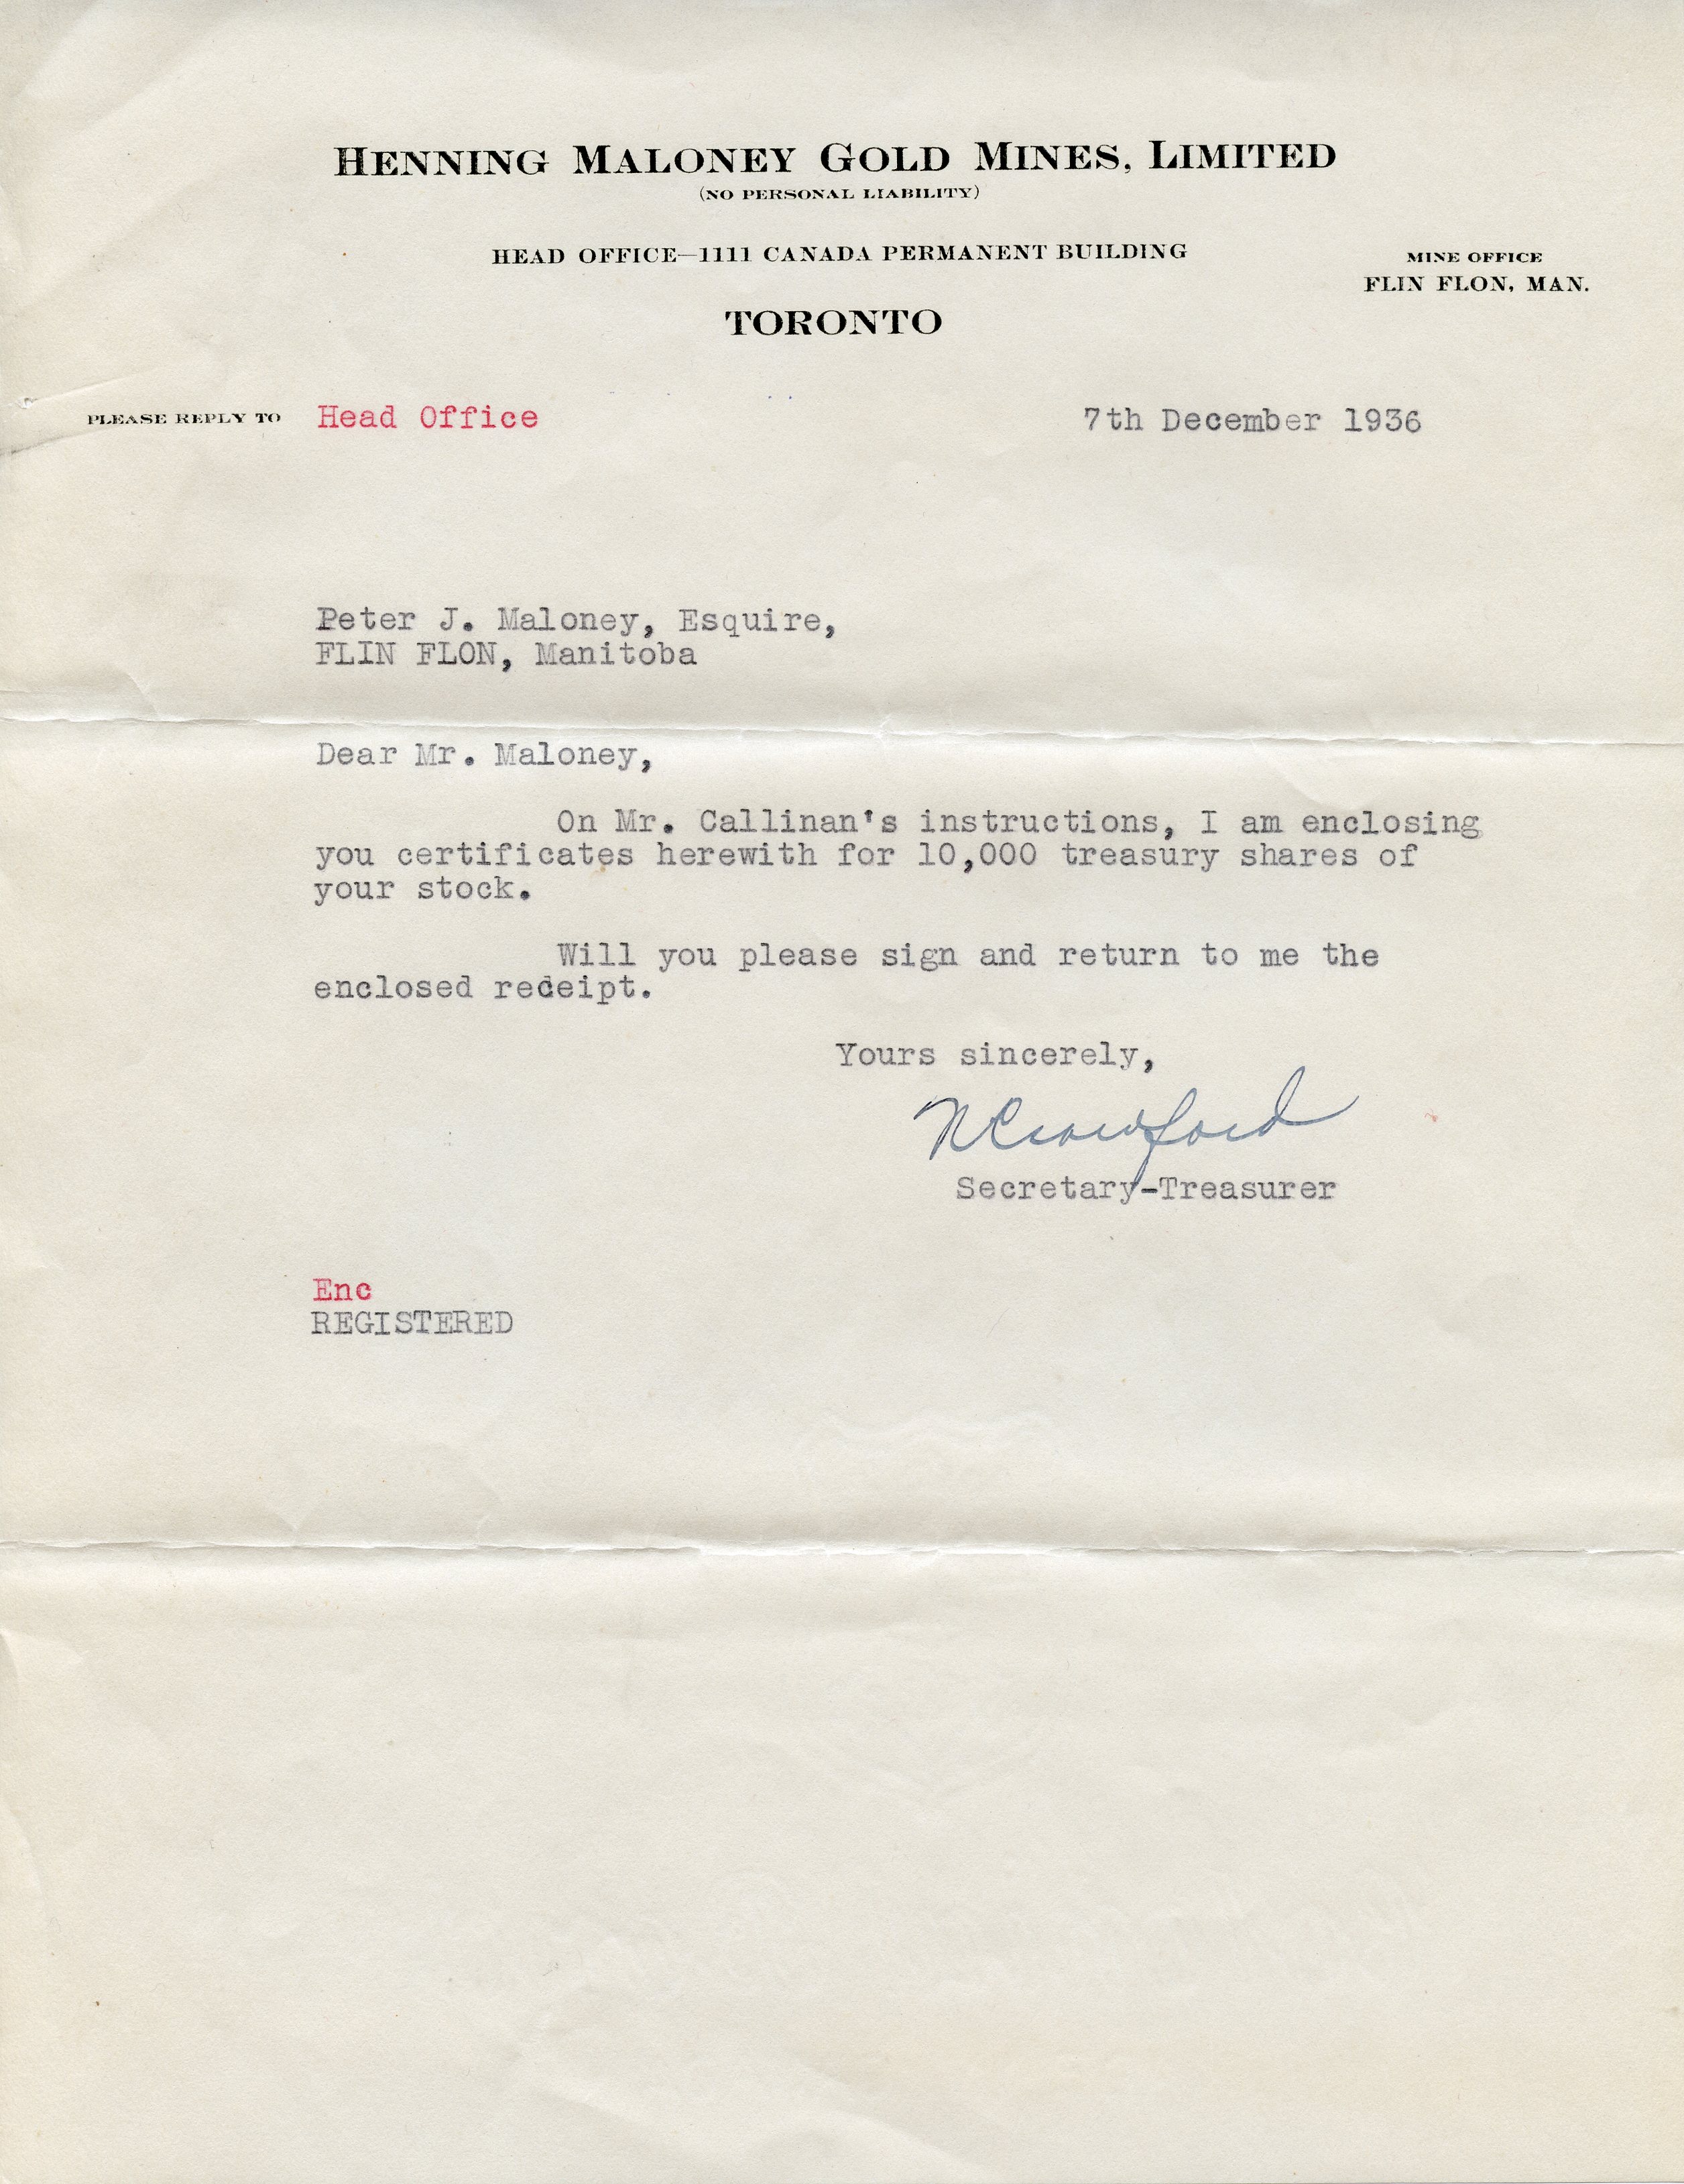 HENNING MALONEY GOLD MINES, LIMITED
(NO PERSONAL LIABILITY)
HEAD OFFICE—1111 CANADA PERMANENT BUILDING
TORONTO
MINE OFFICE
FLIN FLON, MAN.
PLEASE REPLY TO Head Office
7th December 1936
Peter J. Maloney, Esquire,
FLIN FLON, Manitoba
Dear Mr. Maloney,
On Mr. Callinan's instructions, I am enclosing
you certificates herewith for 10,000 treasury shares of
your stock.
Will you please sign and return to me the
enclosed receipt.
Yours sincerely,
N Crawford
Secretary-Treasurer
Enc
REGISTERED